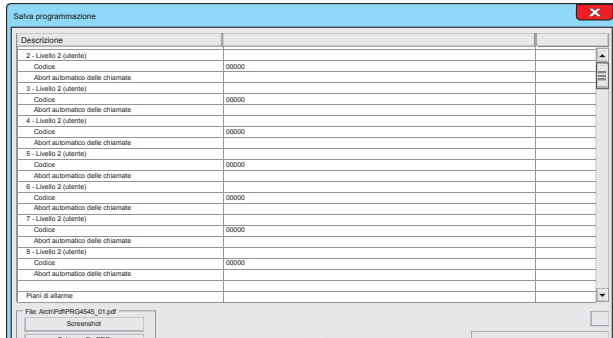 Salva programmazione
Descrizione
2 - Livello 2 (utente)
Codice 00000
Abort automatico delle chiamate
3 - Livello 2 (utente)
Codice 00000
Abort automatico delle chiamate
4 - Livello 2 (utente)
Codice 00000
Abort automatico delle chiamate
5 - Livello 2 (utente)
Codice 00000
Abort automatico delle chiamate
6 - Livello 2 (utente)
Codice 00000
Abort automatico delle chiamate
7 - Livello 2 (utente)
Codice 00000
Abort automatico delle chiamate
8 - Livello 2 (utente)
Codice 00000
Abort automatico delle chiamate
Piani di allarme
File: Arch\Pdf\PRG4545_01.pdf
Screenshot